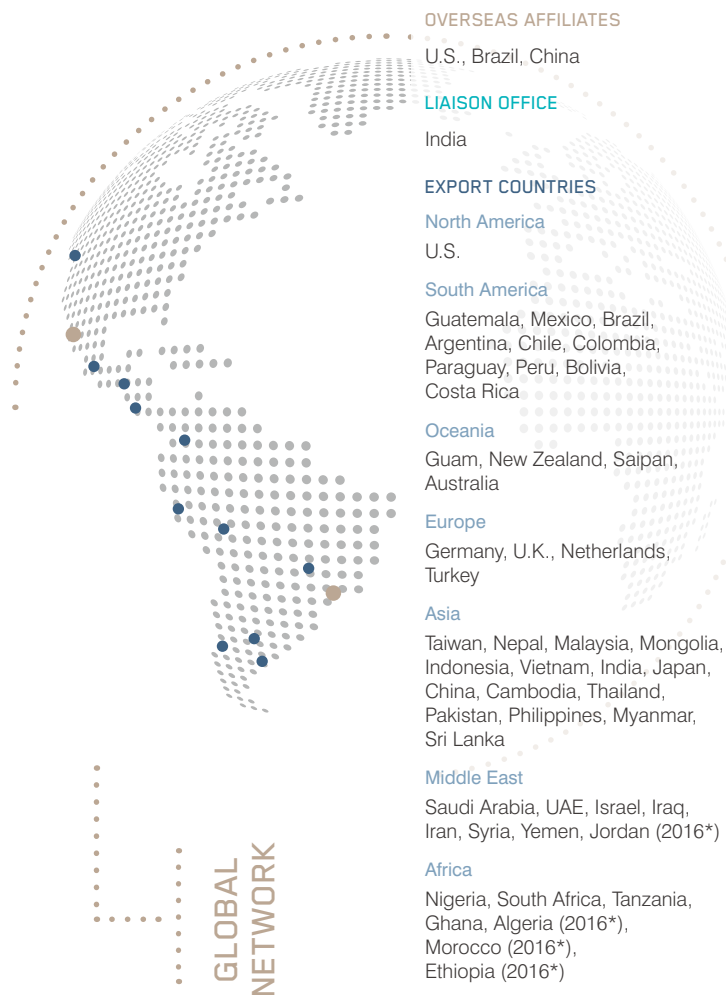 OVERSEAS AFFILIATES
U.S., Brazil, China
LIAISON OFFICE
India
EXPORT COUNTRIES
North America
U.S.
South America
Guatemala, Mexico, Brazil,
Argentina, Chile, Colombia,
Paraguay, Peru, Bolivia,
Costa Rica
Oceania
Guam, New Zealand, Saipan,
Australia
Europe
Germany, U.K., Netherlands,
Turkey
Asia
Taiwan, Nepal, Malaysia, Mongolia,
Indonesia, Vietnam, India, Japan,
China, Cambodia, Thailand,
Pakistan, Philippines, Myanmar,
Sri Lanka
Middle East
Saudi Arabia, UAE, Israel, Iraq,
Iran, Syria, Yemen, Jordan (2016*)
Africa
Nigeria, South Africa, Tanzania,
Ghana, Algeria (2016*),
Morocco (2016*),
Ethiopia (2016*)
4
GLOBAL
NETWORK